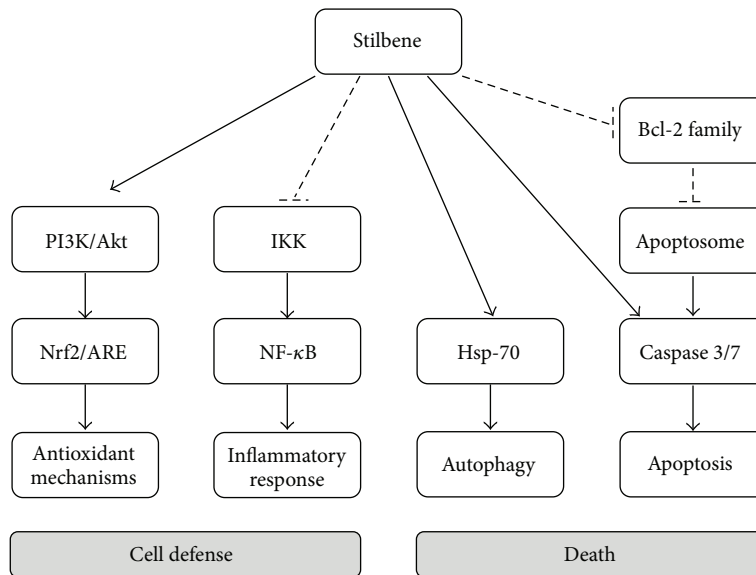 Stilbene
Bcl-2 family
PI3K/Akt
IKK
Apoptosome
Nrf2/ARE
NF-κB
Hsp-70
Caspase 3/7
Antioxidant
mechanisms
Inflammatory
response
Autophagy
Apoptosis
Cell defense
Death